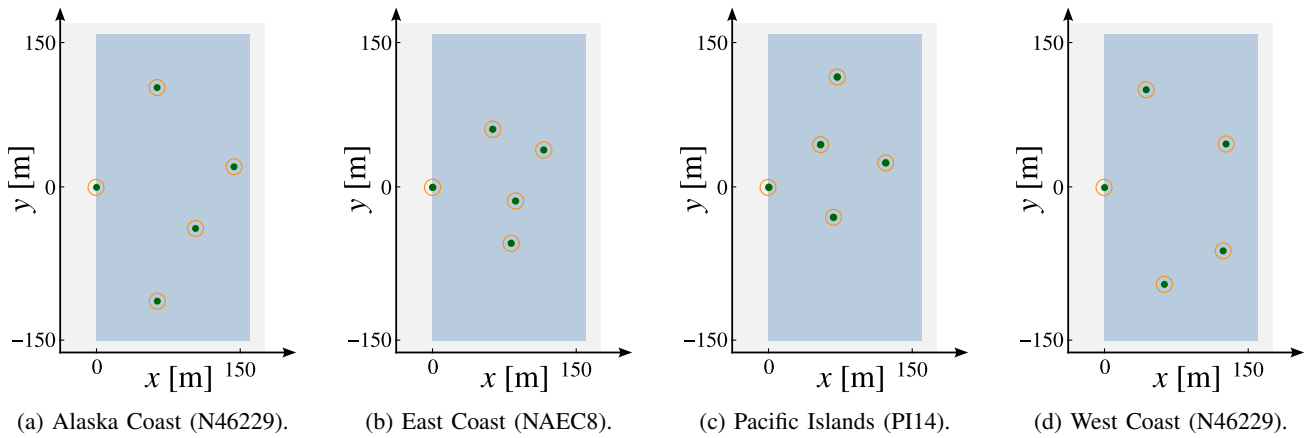 150
0
−150
y [m]
0
150
x [m]
(a) Alaska Coast (N46229).
150
0
−150
y [m]
0
150
x [m]
(b) East Coast (NAEC8).
150
0
−150
y [m]
0
150
x [m]
(c) Pacific Islands (PI14).
150
0
−150
y [m]
0
150
x [m]
(d) West Coast (N46229).